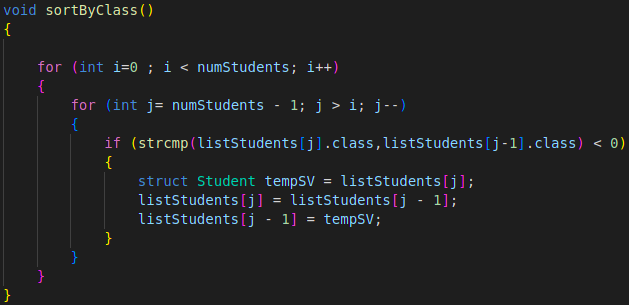 void sortByClass()
{
for (int i=0 ; i < numStudents; i++)
{
for (int j= numStudents - 1; j > i; j--)
{
if (strcmp(listStudents[j].class,listStudents[j-1].class) < 0)
{
struct Student tempSV = listStudents[j];
listStudents[j] = listStudents[j - 1];
listStudents[j - 1] = tempSV;
}
}
}
}